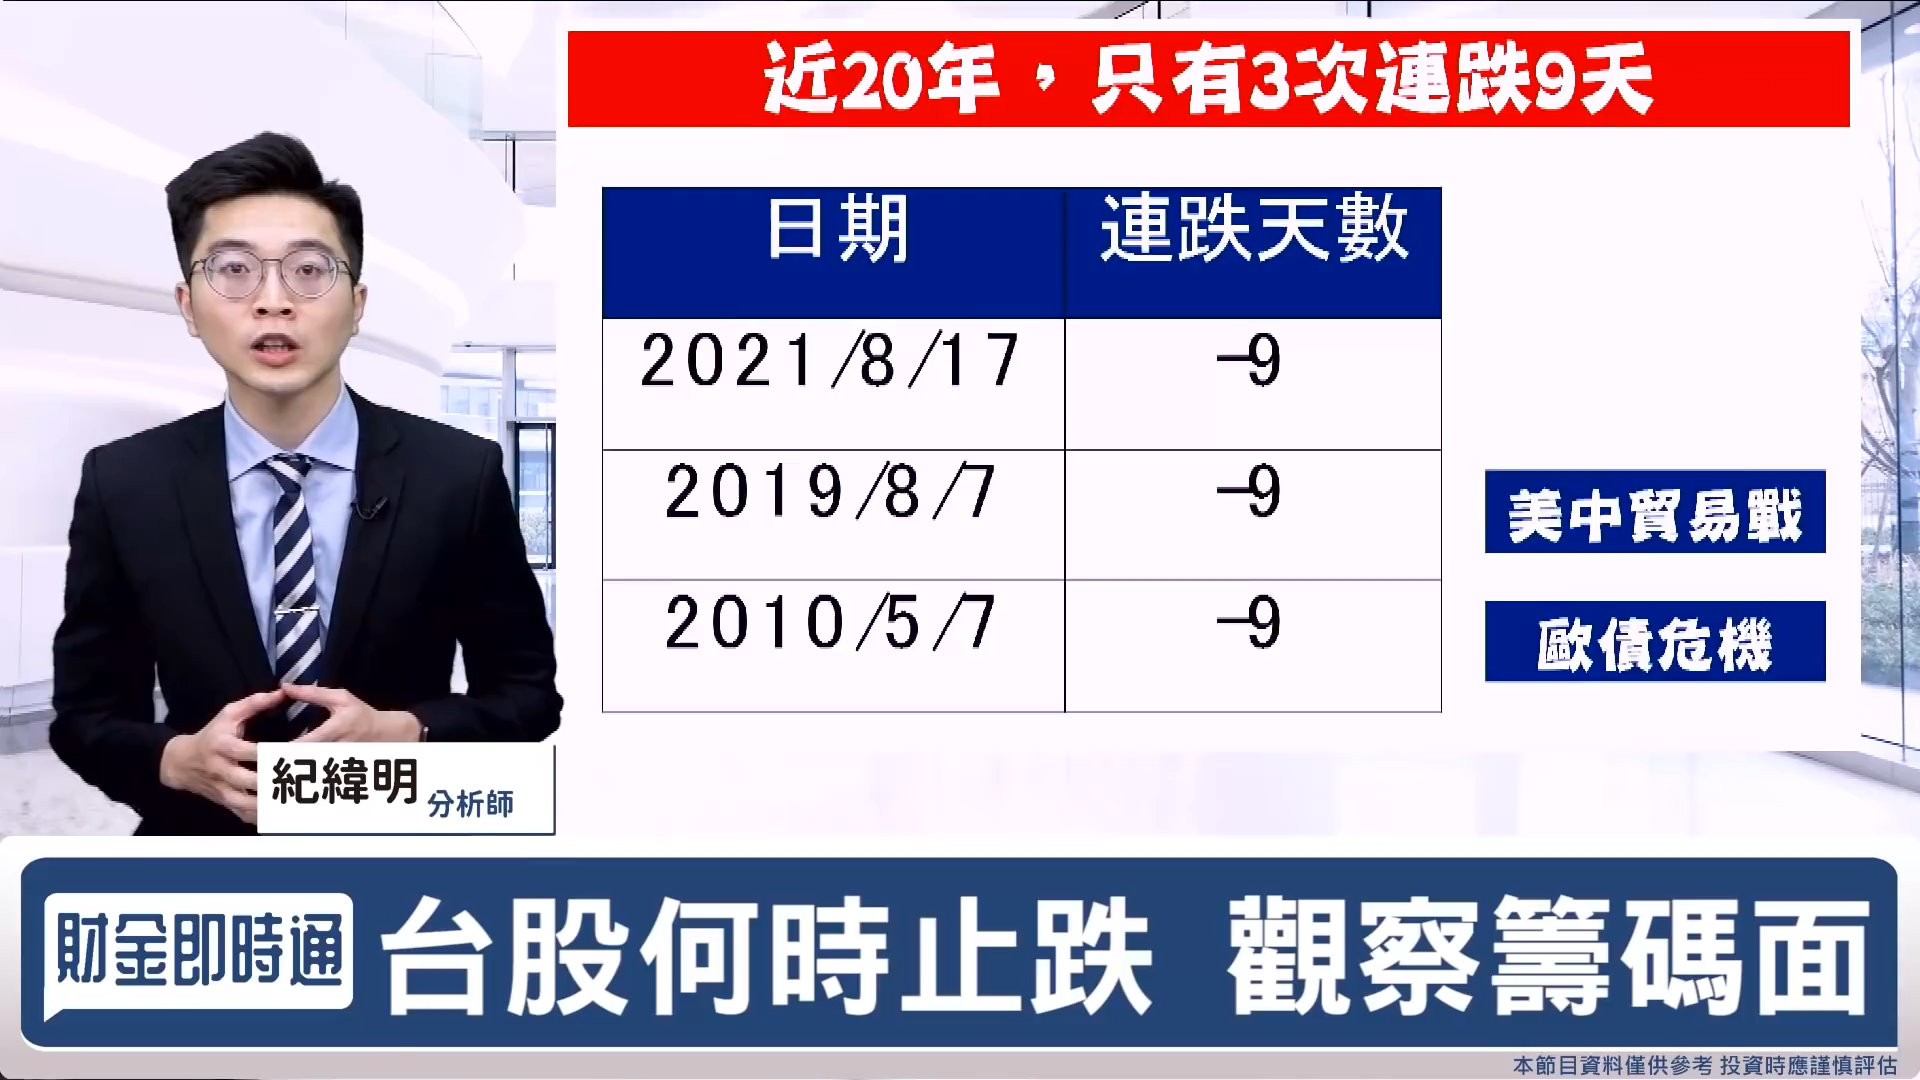 近20年，只有3次連跌9天
日期 連跌天數
2021/8/17 -9
2019/8/7 -9
美中貿易戰
2010/5/7 -9
歐債危機
紀緯明 分析師
財金即時通
台股何時止跌 觀察籌碼面
本節目資料僅供參考 投資時應謹慎評估